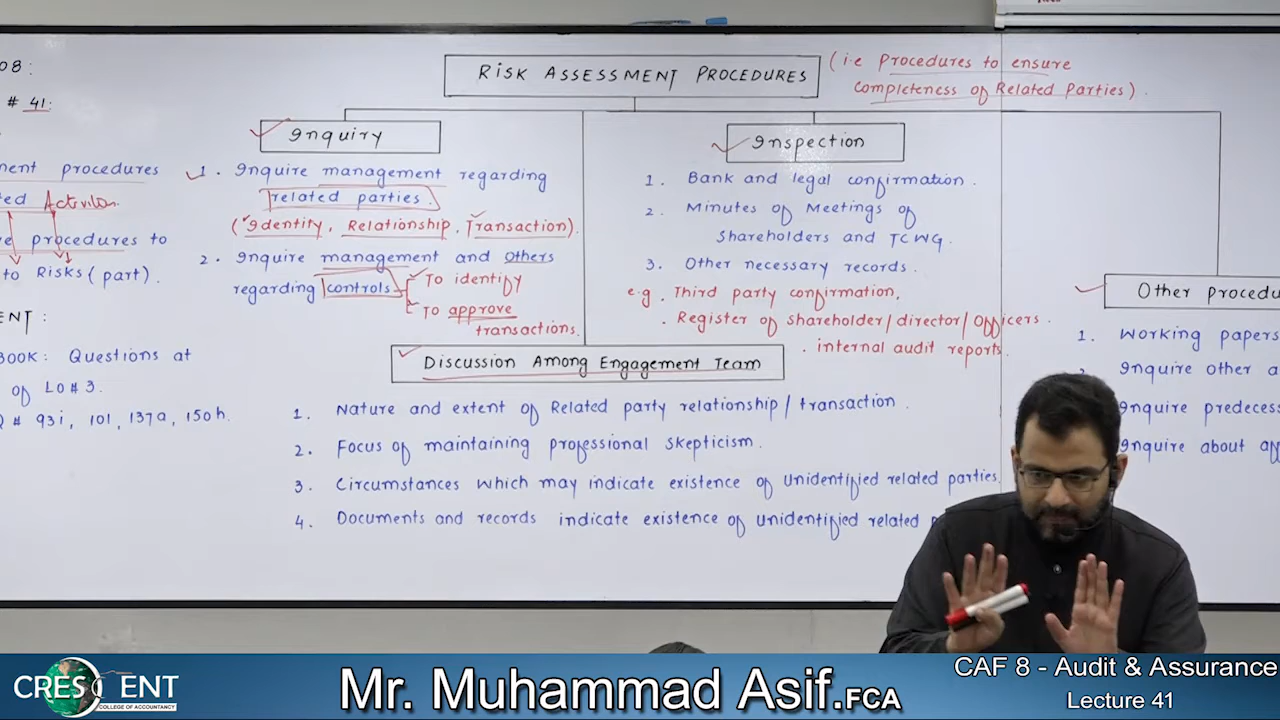 08:
# 41:
ment procedures
ted Activities.
ve procedures to
to Risks (part).
ENT:
BOOK: Questions at
of LO # 3.
Q # 93i, 101, 137a, 150h.
RISK ASSESSMENT PROCEDURES
(i.e Procedures to ensure
completeness of Related Parties).
Inquiry
1. Inquire management regarding
related parties.
(Identity, Relationship, Transaction).
2. Inquire management and others
regarding controls
To identify
To approve
transactions.
Inspection
1. Bank and legal confirmation.
2. Minutes of Meetings of
Shareholders and TCWG.
3. Other necessary records.
e.g. Third party confirmation,
. Register of shareholder/director/officers.
. internal audit reports.
Discussion Among Engagement Team
1. Nature and extent of Related party relationship/transaction.
2. Focus of maintaining professional skepticism.
3. Circumstances which may indicate existence of unidentified related parties.
4. Documents and records indicate existence of unidentified related
Other Procedu
1. Working papers
Inquire other a
Inquire predecess
Inquire about
CRESCENT
COLLEGE OF ACCOUNTANCY
Mr. Muhammad Asif.FCA
CAF 8 - Audit & Assurance
Lecture 41